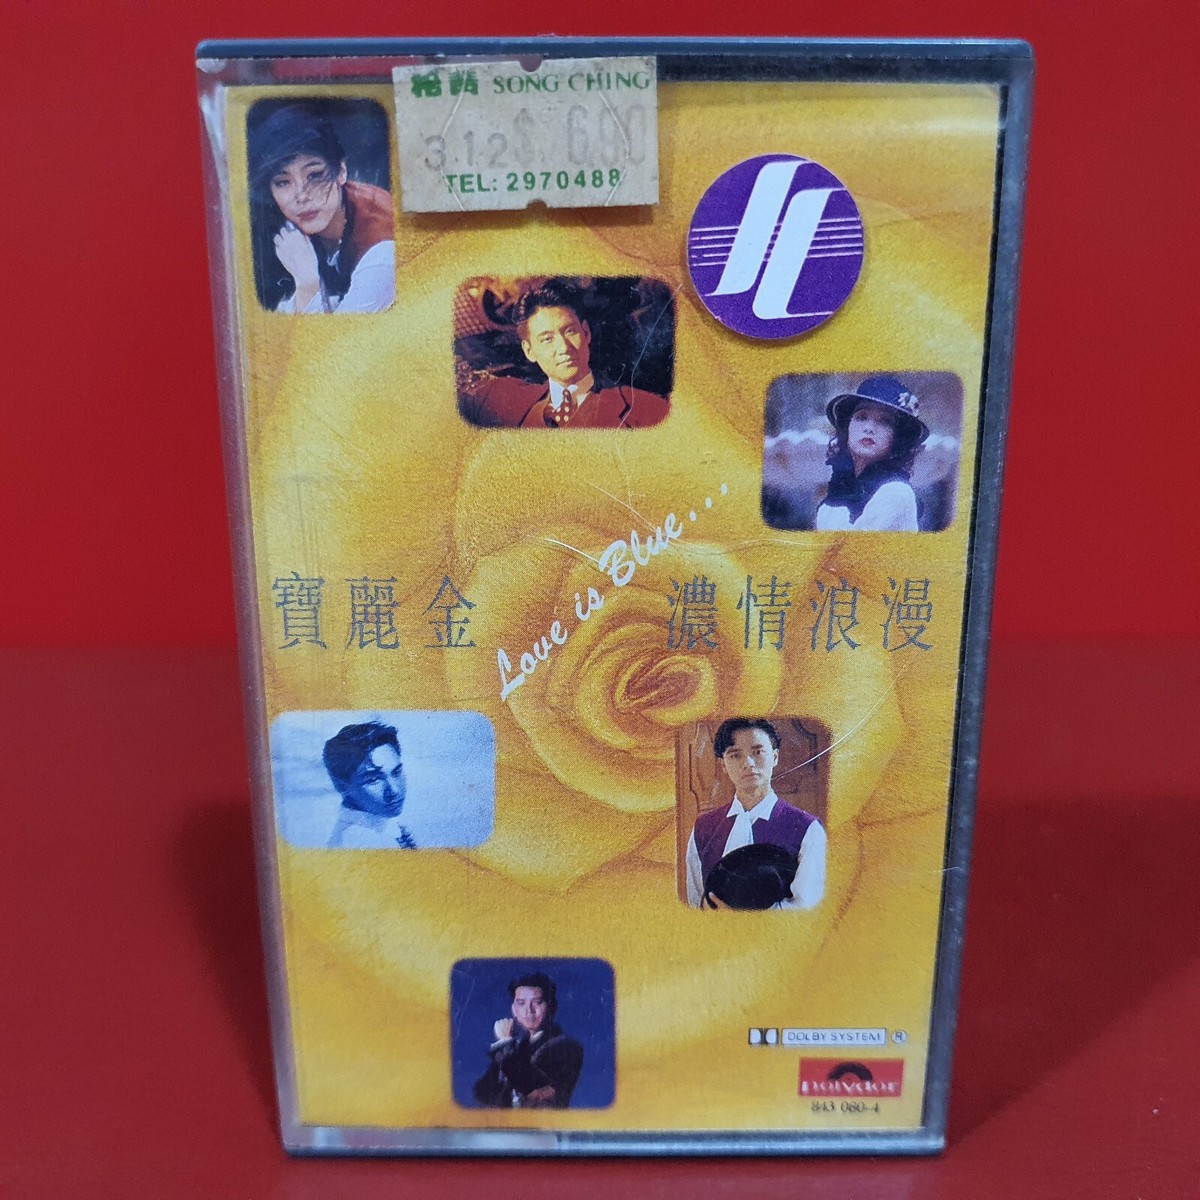 SONG CHING
3.12 $ 6.90
TEL: 2970488
Love is Blue...
寶麗金 濃情浪漫
DOLBY SYSTEM ®
polydor
843 080-4